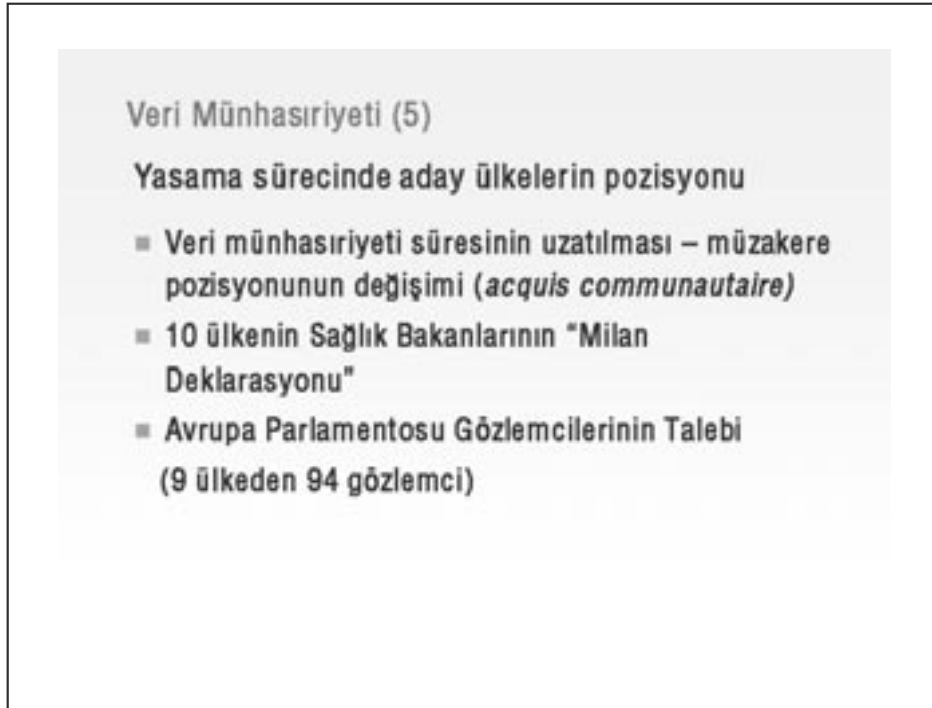 Veri Münhasıriyeti (5)
Yasama sürecinde aday ülkelerin pozisyonu
Veri münhasıriyeti süresinin uzatılması – müzakere
pozisyonunun değişimi (acquis communautaire)
10 ülkenin Sağlık Bakanlarının “Milan
Deklarasyonu”
Avrupa Parlamentosu Gözlemcilerinin Talebi
(9 ülkeden 94 gözlemci)